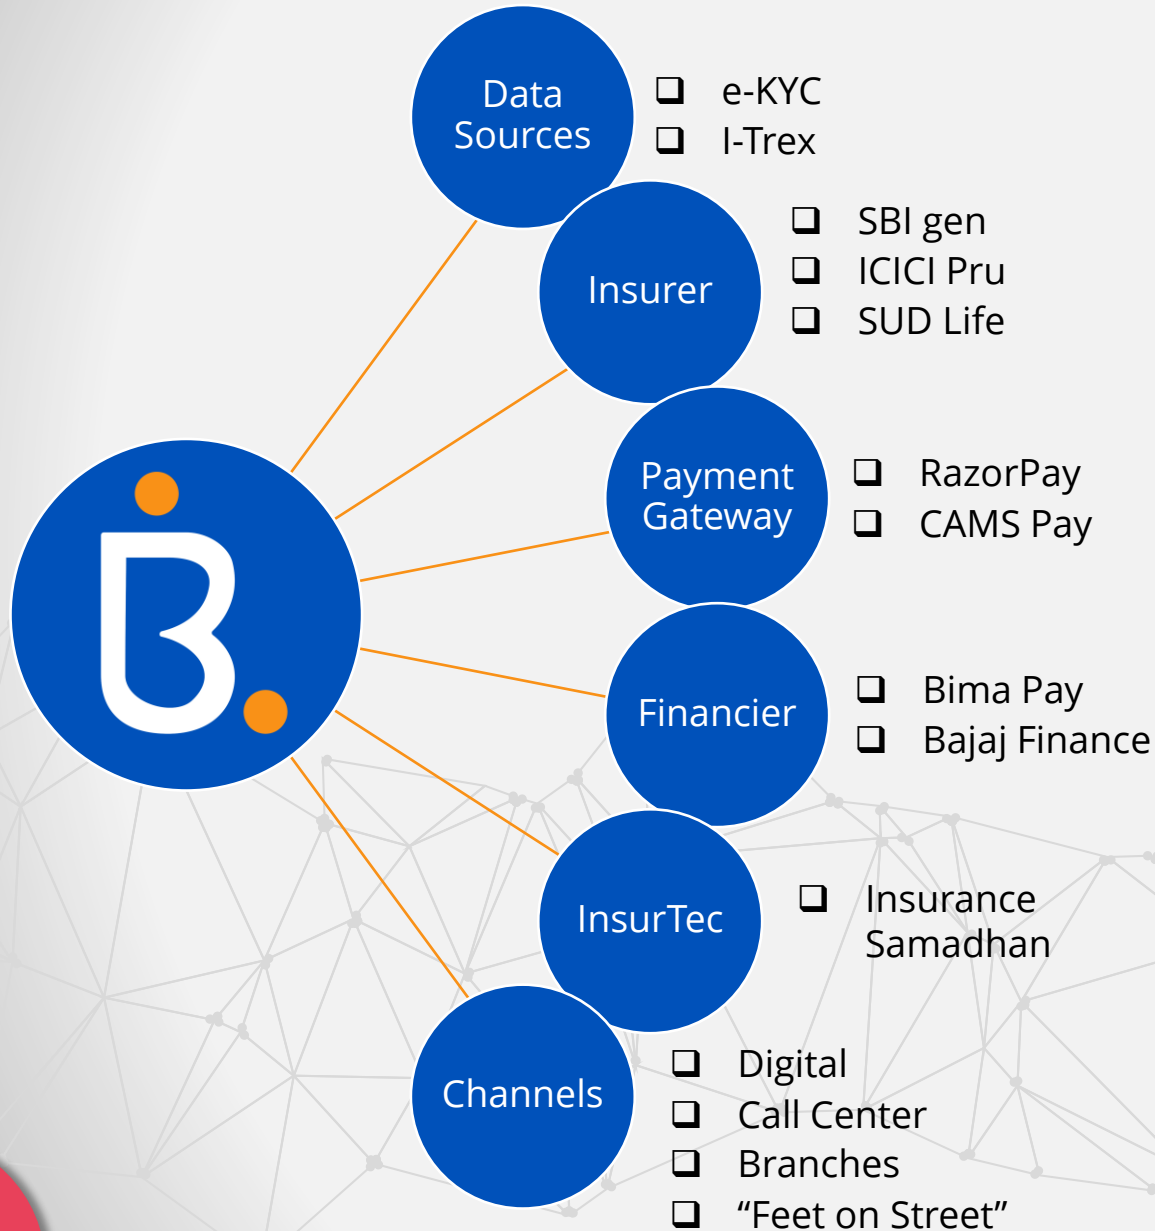 Data
Sources
❑ e-KYC
❑ I-Trex
Insurer
❑ SBI gen
❑ ICICI Pru
❑ SUD Life
Payment
Gateway
❑ RazorPay
❑ CAMS Pay
B
Financier
❑ Bima Pay
❑ Bajaj Finance
InsurTec
❑ Insurance
Samadhan
Channels
❑ Digital
❑ Call Center
❑ Branches
❑ “Feet on Street”